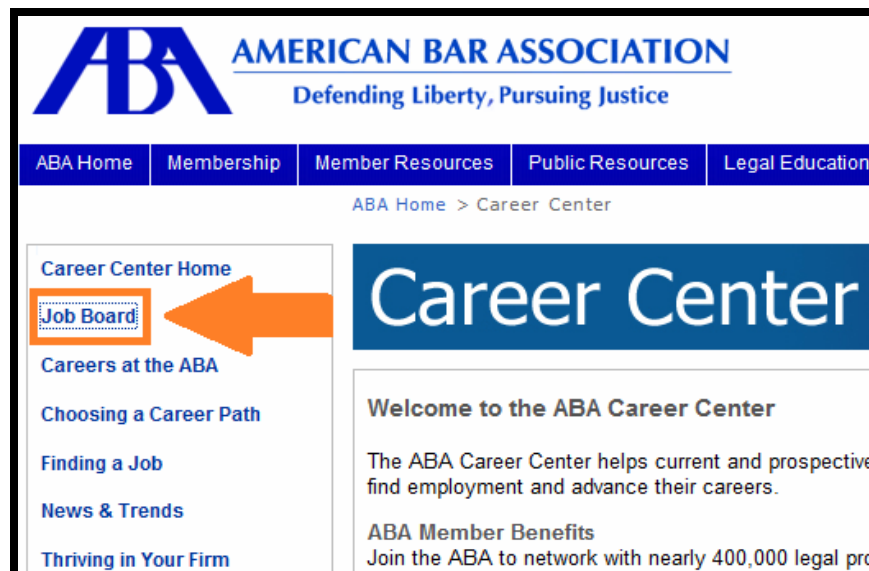 ABA
AMERICAN BAR ASSOCIATION
Defending Liberty, Pursuing Justice
ABA Home Membership Member Resources Public Resources Legal Education
ABA Home > Career Center
Career Center Home
Job Board
Careers at the ABA
Choosing a Career Path
Finding a Job
News & Trends
Thriving in Your Firm
Career Center
Welcome to the ABA Career Center
The ABA Career Center helps current and prospective
find employment and advance their careers.
ABA Member Benefits
Join the ABA to network with nearly 400,000 legal pro